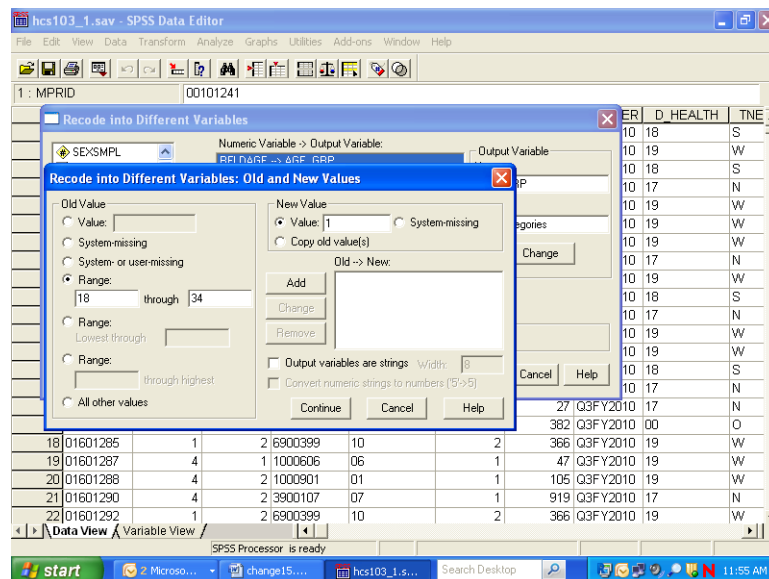 hcs103_1.sav - SPSS Data Editor
File Edit View Data Transform Analyze Graphs Utilities Add-ons Window Help
1 : MPRID 00101241
ER D_HEALTH TNE
Recode into Different Variables
SEXSMPL
Numeric Variable -> Output Variable:
Output Variable
Recode into Different Variables: Old and New Values
Old Value
Value:
System-missing
System- or user-missing
Range:
18 through 34
Range:
Lowest through
Range:
through highest
All other values
New Value
Value: 1 System-missing
Copy old value(s)
Old --> New:
Add
Change
Remove
Output variables are strings Width: 8
Convert numeric strings to numbers ('5'->5)
Continue Cancel Help
egories
Change
Cancel Help
10 18 S
10 19 W
10 18 S
10 17 N
10 19 W
10 19 W
10 19 W
10 17 N
10 19 W
10 18 S
10 17 N
10 19 W
10 19 W
10 18 S
10 17 N
27 Q3FY2010 17 N
382 Q3FY2010 00 O
18 01601285 1 2 6900399 10 2 366 Q3FY2010 19 W
19 01601287 4 1 1000606 06 1 47 Q3FY2010 19 W
20 01601288 4 2 1000901 01 1 105 Q3FY2010 19 W
21 01601290 4 2 3900107 07 1 919 Q3FY2010 17 N
22 01601292 1 2 6900399 10 2 366 Q3FY2010 19 W
Data View Variable View
SPSS Processor is ready
start 2 Microso... change15.... hcs103_1.s... Search Desktop 11:55 AM